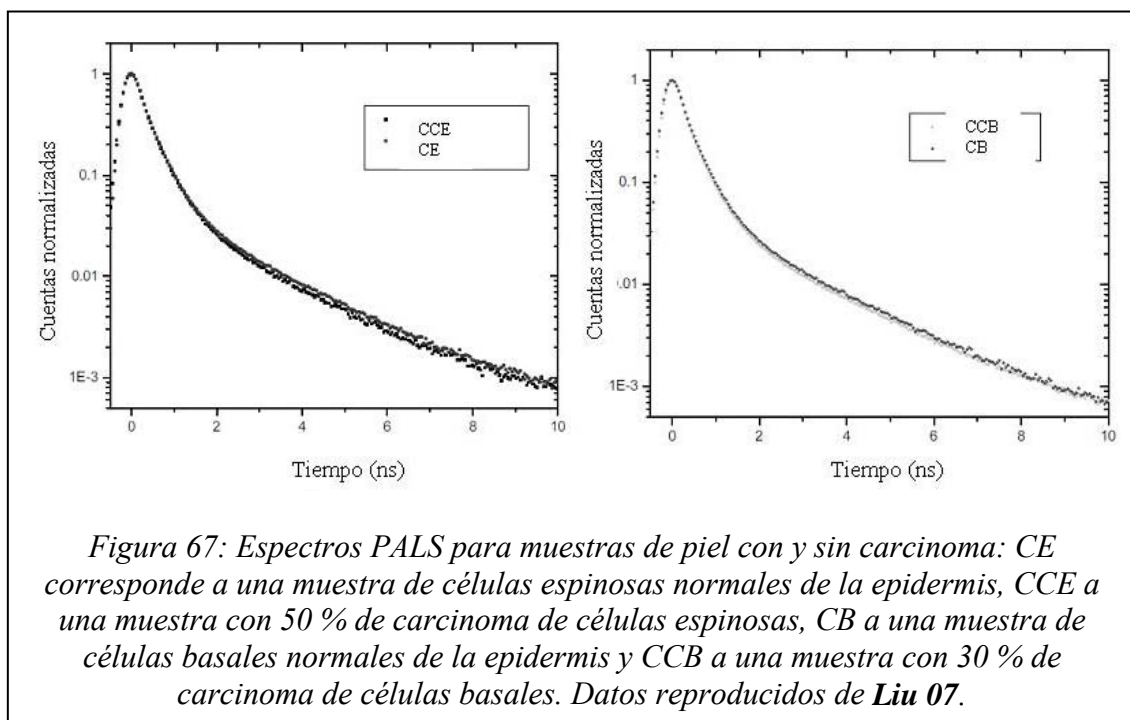 1
0.1
0.01
1E-3
0
2
4
6
8
10
Cuentas normalizadas
Tiempo (ns)
CCE
CE
1
0.1
.01
1E-3
0
2
4
6
8
10
Cuentas normalizadas
Tiempo (ns)
CCB
CB
Figura 67: Espectros PALS para muestras de piel con y sin carcinoma: CE
corresponde a una muestra de células espinosas normales de la epidermis, CCE a
una muestra con 50 % de carcinoma de células espinosas, CB a una muestra de
células basales normales de la epidermis y CCB a una muestra con 30 % de
carcinoma de células basales. Datos reproducidos de Liu 07.